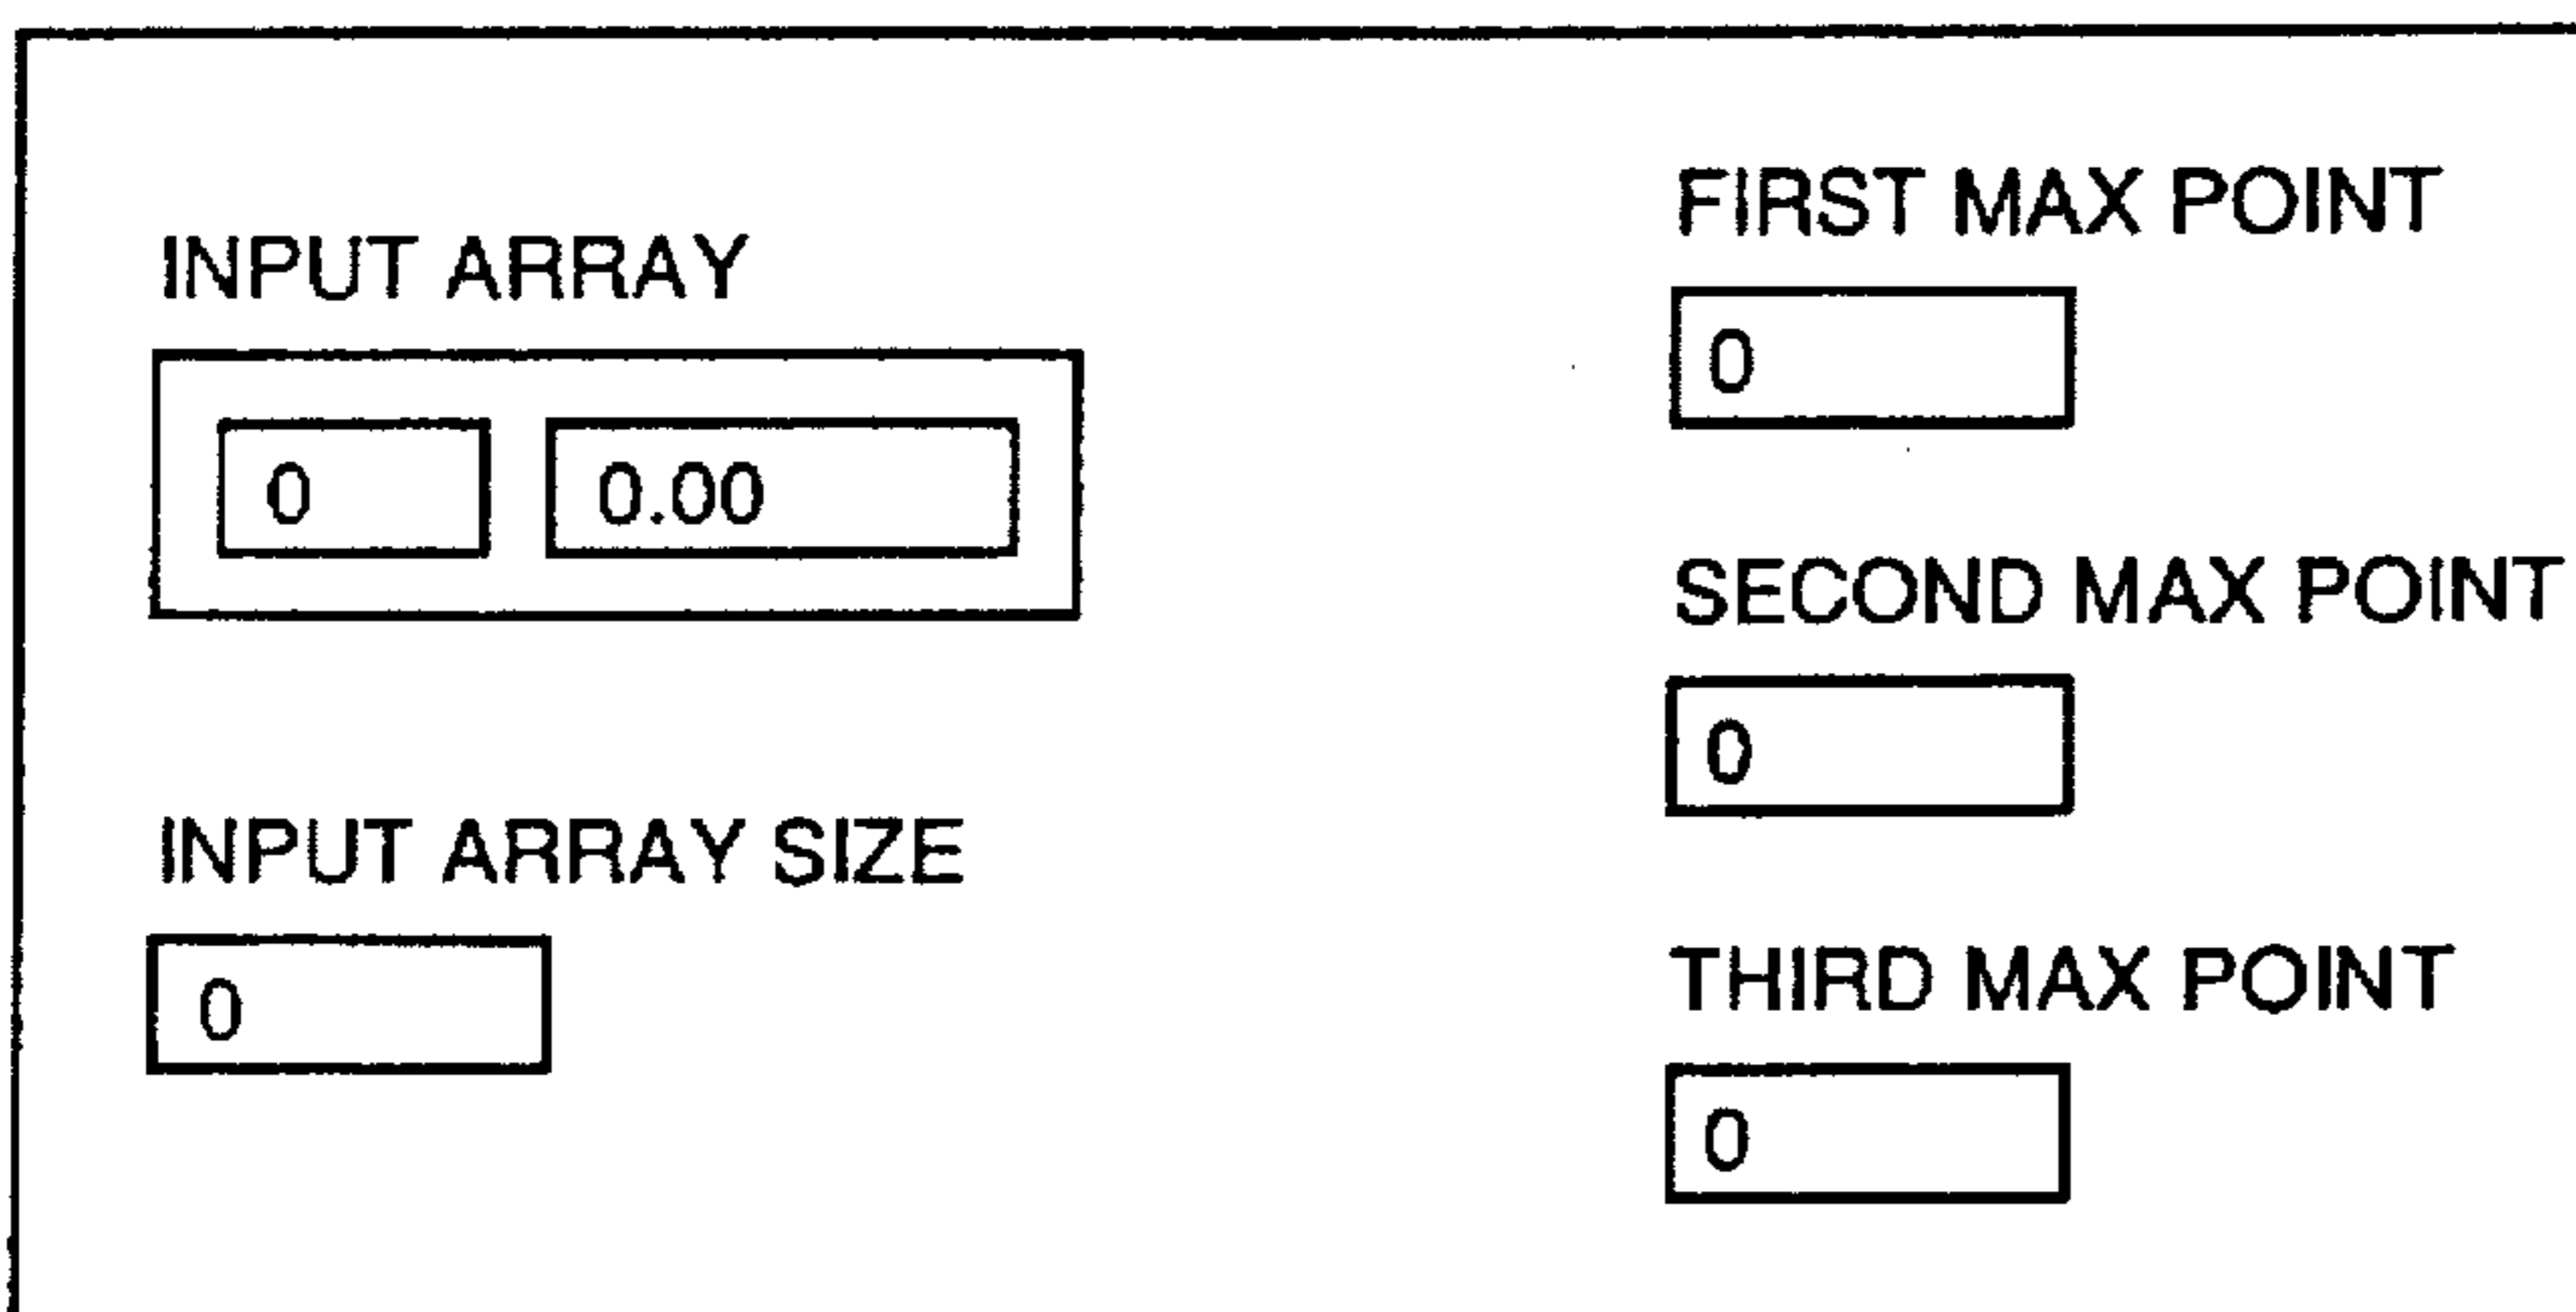 INPUT ARRAY
0 0.00
INPUT ARRAY SIZE
0
FIRST MAX POINT
0
SECOND MAX POINT
0
THIRD MAX POINT
0